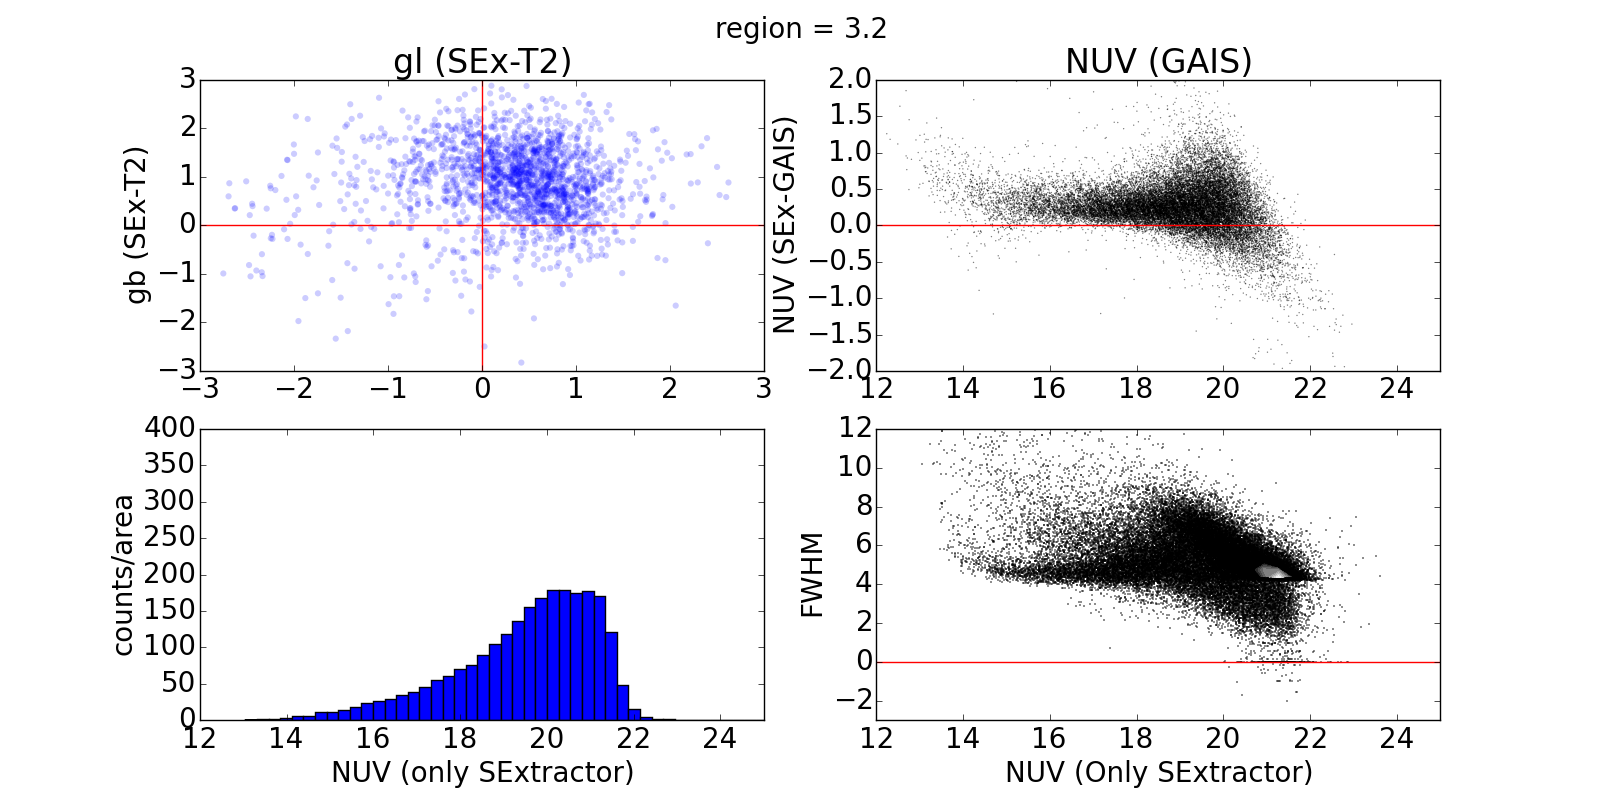 region = 3.2
gl (SEx-T2)
NUV (GAIS)
gb (SEx-T2)
3
2
1
0
−1
−2
−3
−3 −2 −1 0 1 2 3
NUV (SEx-GAIS)
2.0
1.5
1.0
0.5
0.0
−0.5
−1.0
−1.5
−2.0
12 14 16 18 20 22 24
counts/area
400
350
300
250
200
150
100
50
0
12 14 16 18 20 22 24
NUV (only SExtractor)
FWHM
12
10
8
6
4
2
0
−2
12 14 16 18 20 22 24
NUV (Only SExtractor)